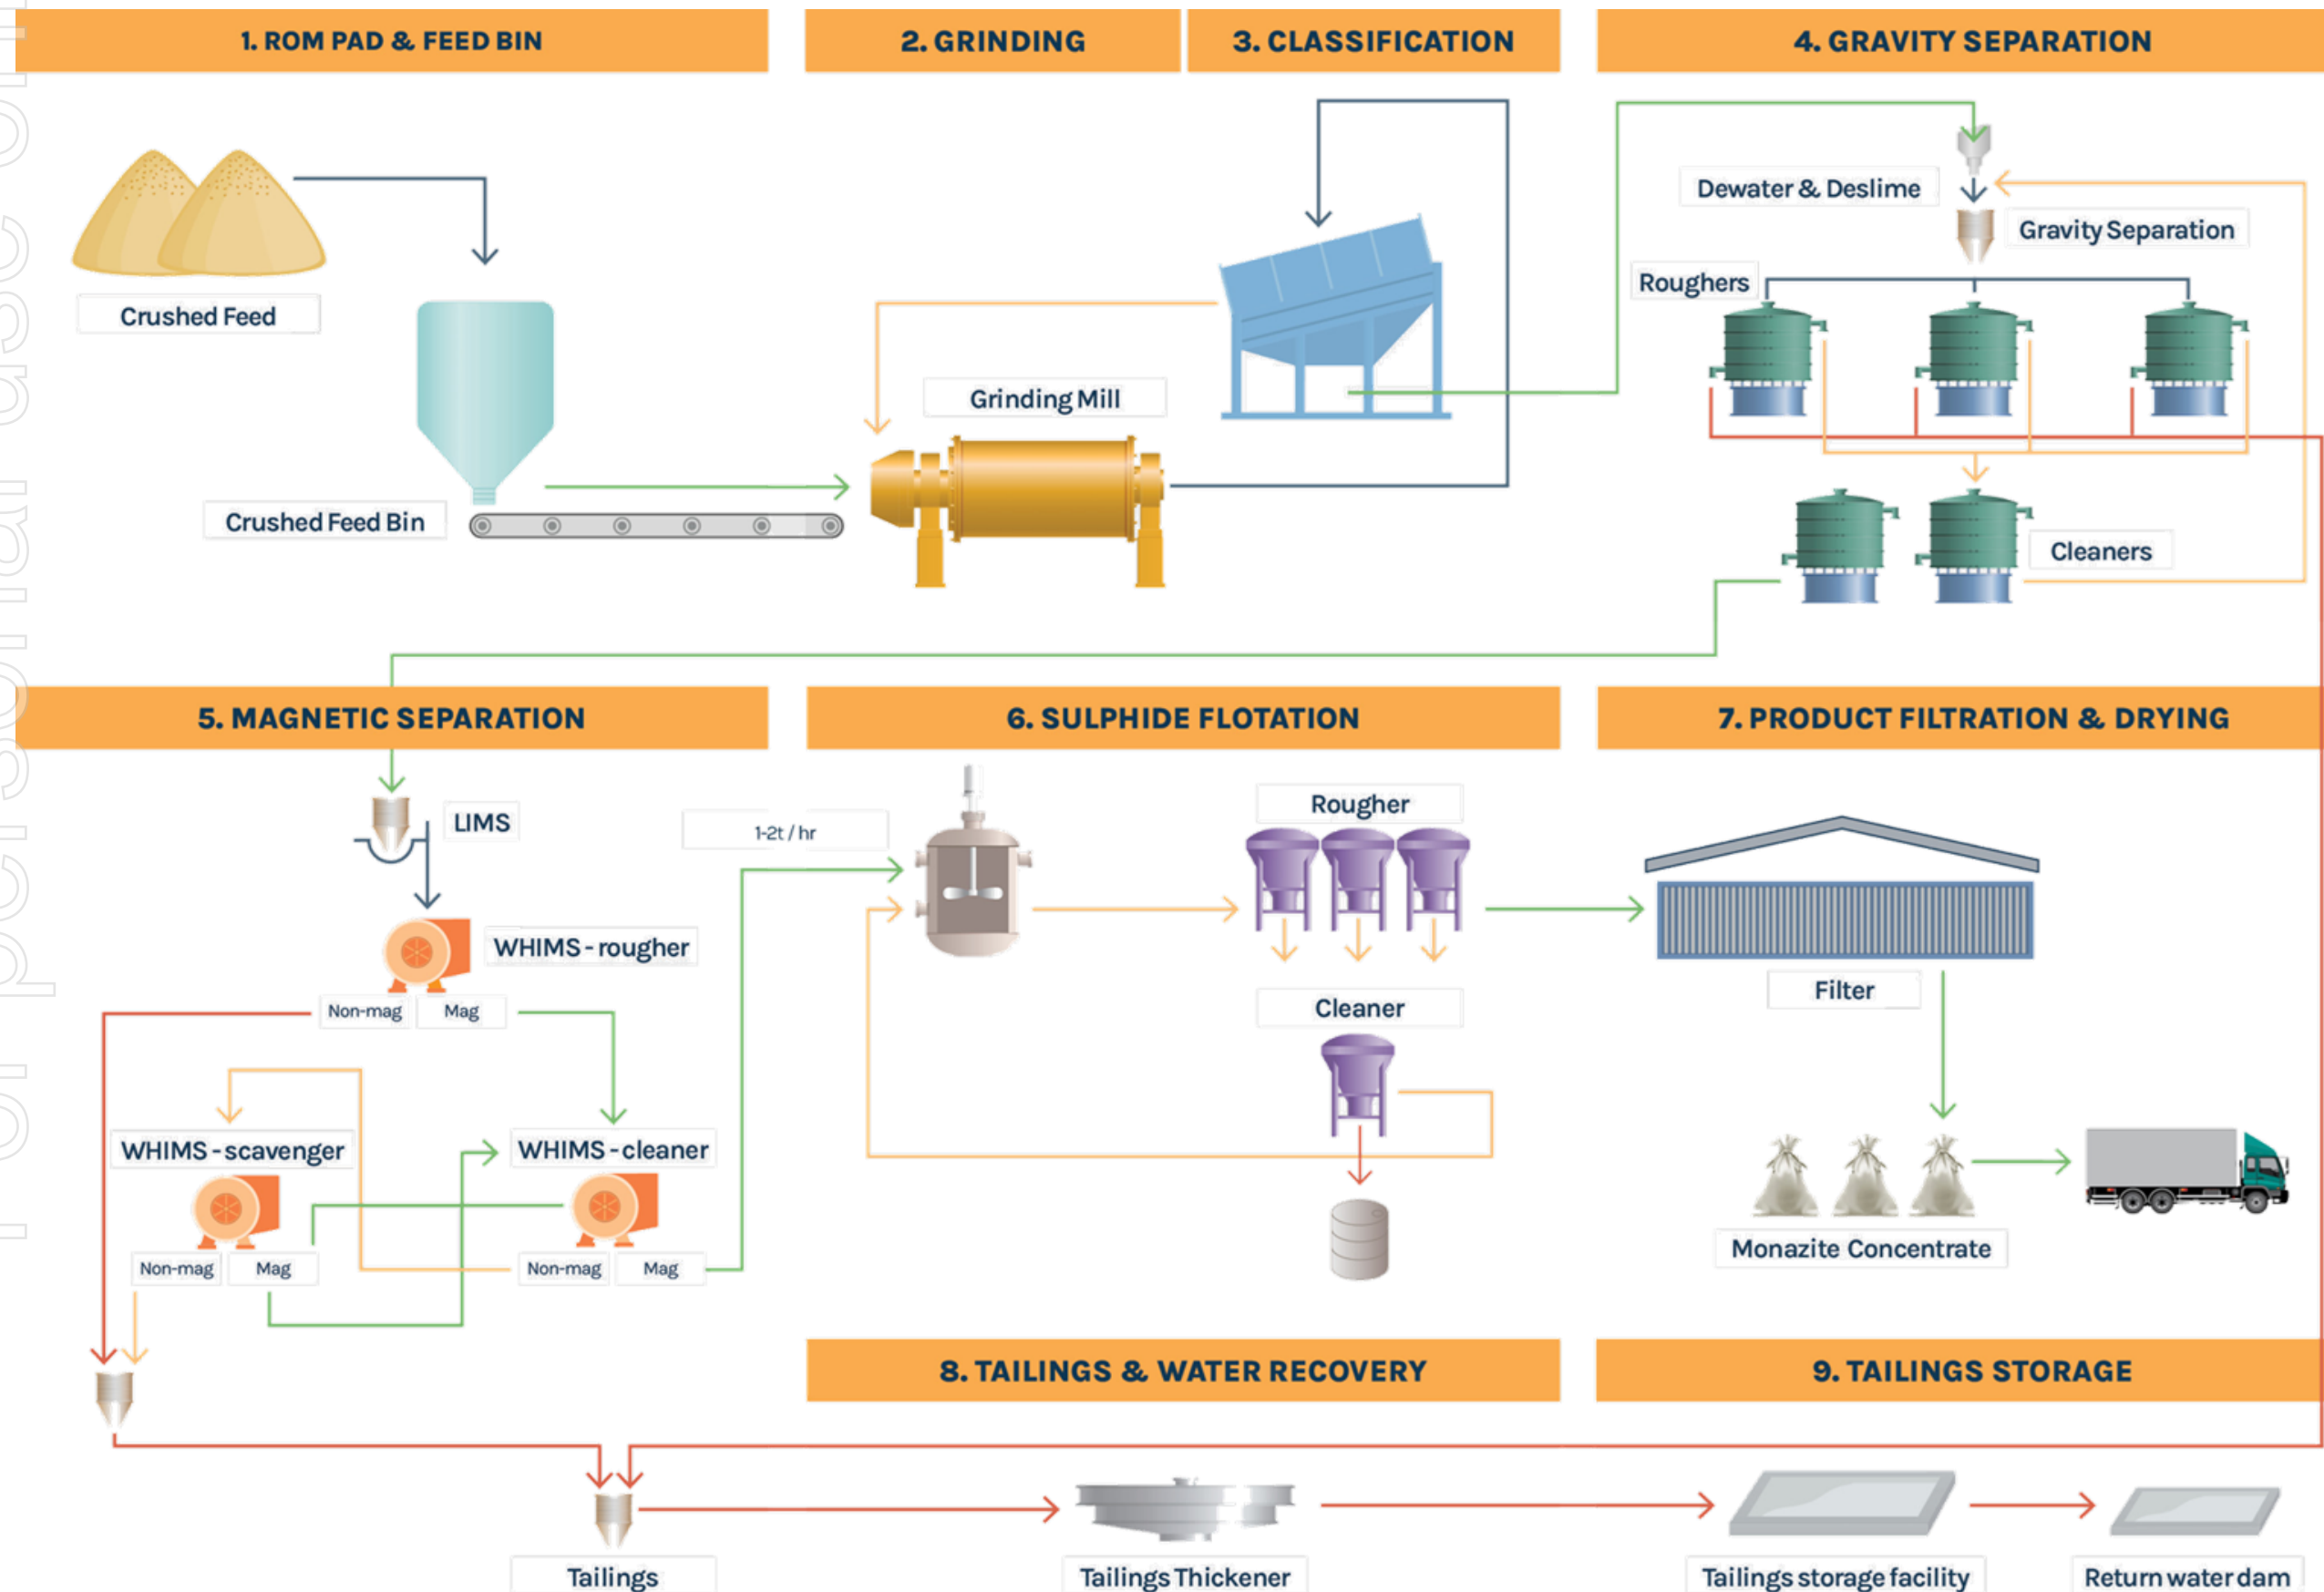 1. ROM PAD & FEED BIN
2. GRINDING
3. CLASSIFICATION
4. GRAVITY SEPARATION
Dewater & Deslime
Gravity Separation
Roughers
Crushed Feed
Grinding Mill
Crushed Feed Bin
Cleaners
5. MAGNETIC SEPARATION
6. SULPHIDE FLOTATION
7. PRODUCT FILTRATION & DRYING
LIMS
1-2t / hr
Rougher
WHIMS - rougher
Non-mag
Mag
Filter
Cleaner
WHIMS - scavenger
WHIMS - cleaner
Non-mag
Mag
Non-mag
Mag
Monazite Concentrate
8. TAILINGS & WATER RECOVERY
9. TAILINGS STORAGE
Tailings
Tailings Thickener
Tailings storage facility
Return water dam
personal use